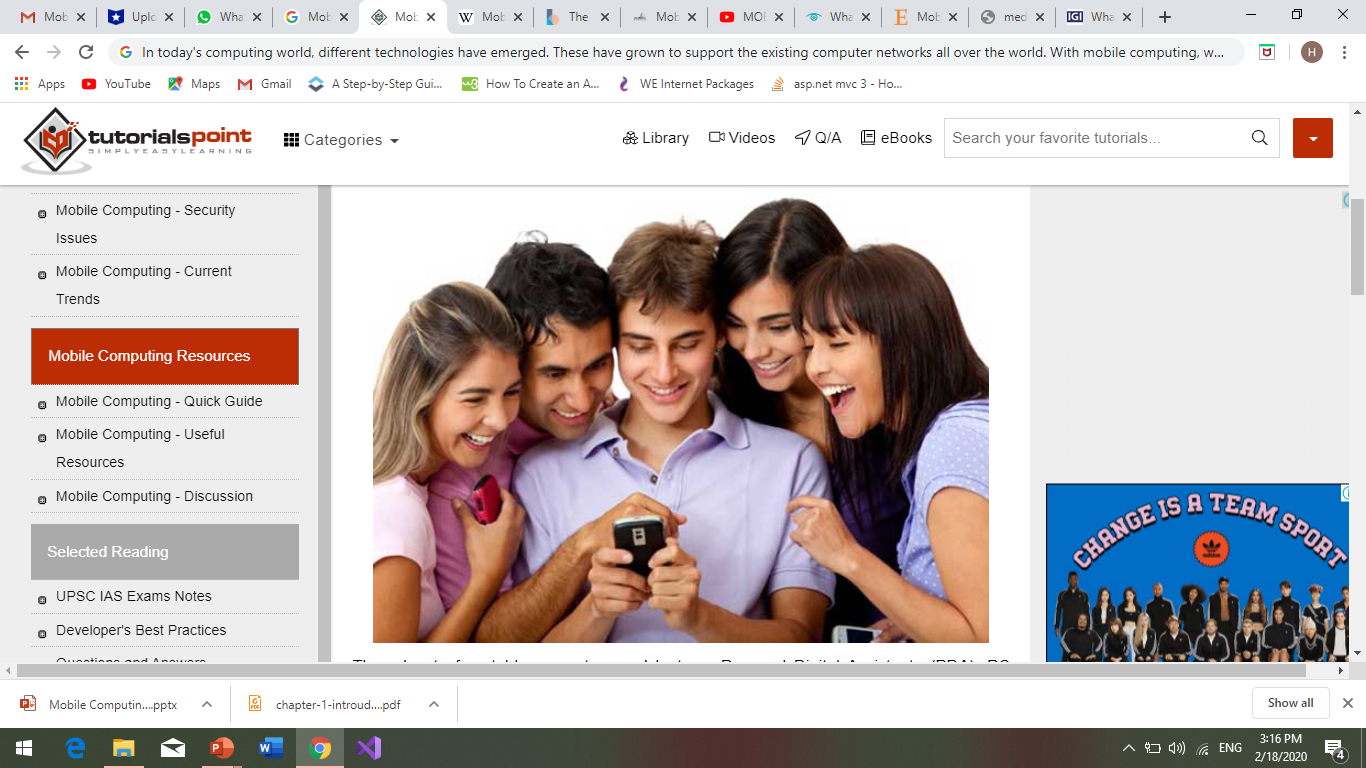 Mob
Uplo
Wha
Mob
Mob
Mob
The
Mob
MOI
Wha
Mob
med
Wha
In today's computing world, different technologies have emerged. These have grown to support the existing computer networks all over the world. With mobile computing, w...
H
Apps
YouTube
Maps
Gmail
A Step-by-Step Gui...
How To Create an A...
WE Internet Packages
asp.net mvc 3 - Ho...
tutorialspoint
SIMPLYEASYLEARNING
Categories
Library
Videos
Q/A
eBooks
Search your favorite tutorials...
Mobile Computing - Security
Issues
Mobile Computing - Current
Trends
Mobile Computing Resources
Mobile Computing - Quick Guide
Mobile Computing - Useful
Resources
Mobile Computing - Discussion
Selected Reading
UPSC IAS Exams Notes
Developer's Best Practices
Questions and Answers
CHANGE IS A TEAM SPORT
adidas
Mobile Computin....pptx
chapter-1-introud....pdf
Show all
ENG
3:16 PM
2/18/2020
4